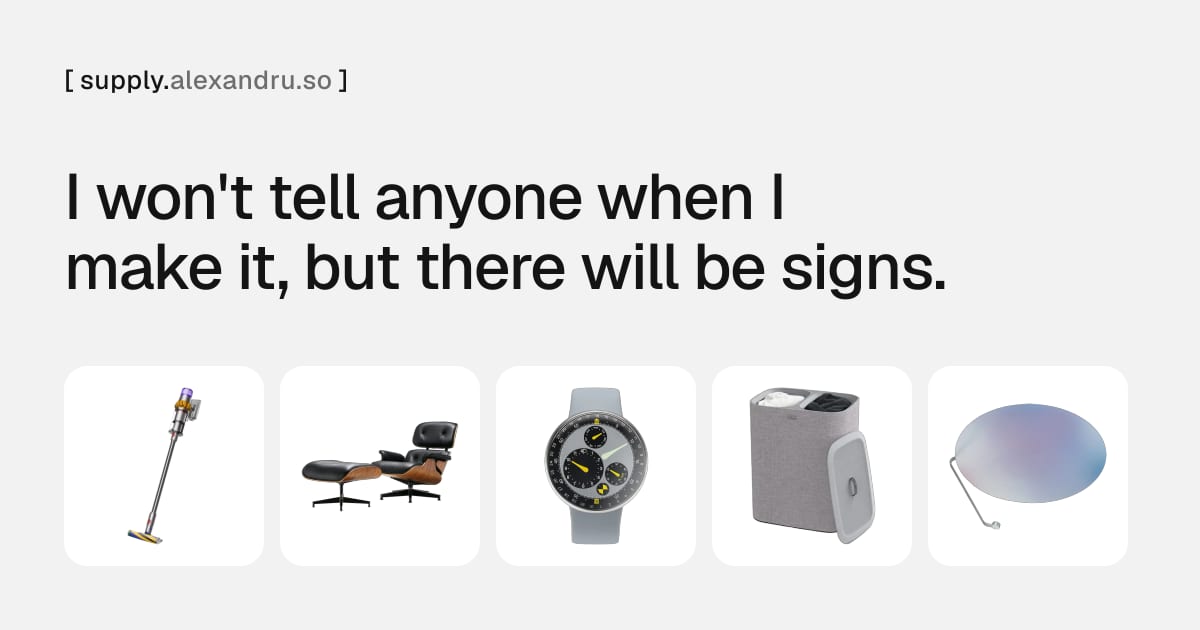 [ supply.alexandru.so ]
I won't tell anyone when I
make it, but there will be signs.